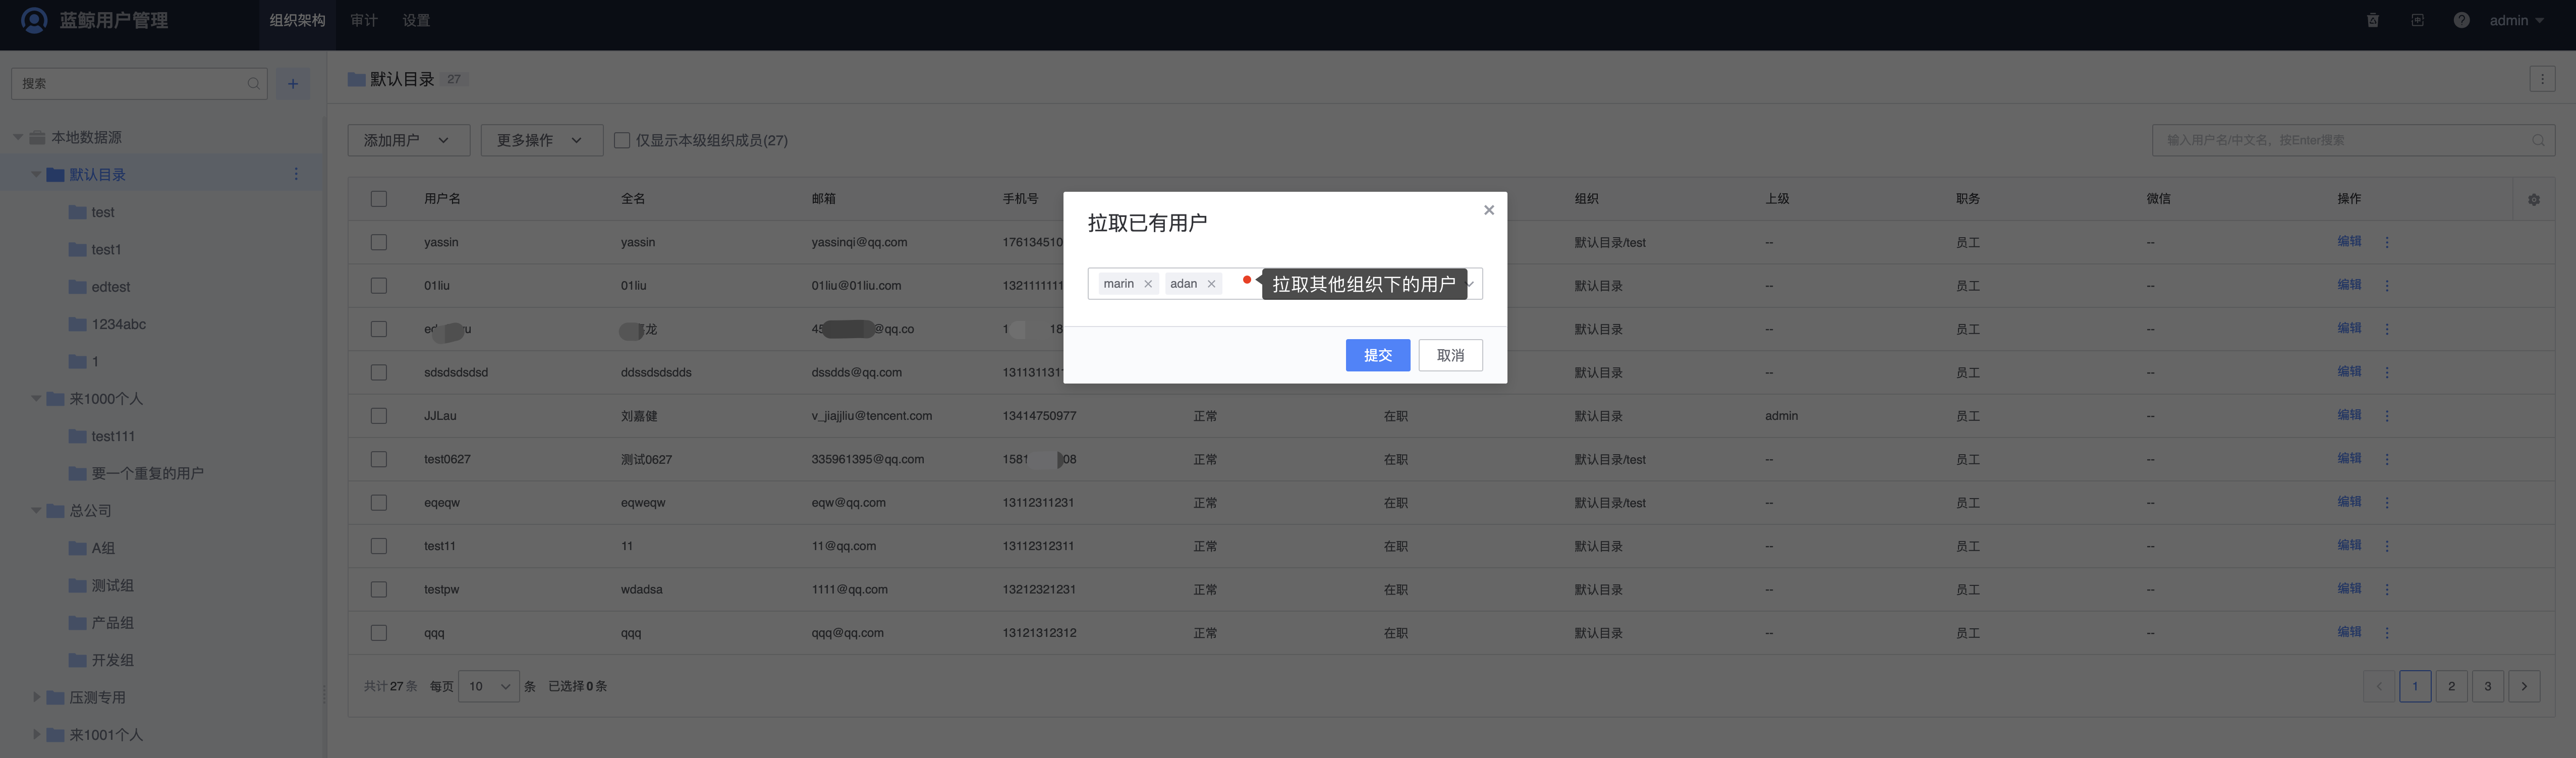 蓝鲸用户管理 组织架构 审计 设置 admin
搜索
本地数据源
默认目录
test
test1
edtest
1234abc
1
来1000个人
test111
要一个重复的用户
总公司
A组
测试组
产品组
开发组
压测专用
来1001个人
默认目录 27
添加用户 更多操作 仅显示本级组织成员(27) 输入用户名/中文名，按Enter搜索
用户名 全名 邮箱 手机号 组织 上级 职务 微信 操作
yassin yassin yassinqi@qq.com 176134510 默认目录/test -- 员工 -- 编辑
01liu 01liu 01liu@01liu.com 1321111111 默认目录 -- 员工 -- 编辑
龙 @qq.co 默认目录 -- 员工 -- 编辑
sdsdsdsdsd ddssdsdsdds dssdds@qq.com 默认目录 -- 员工 -- 编辑
JJLau 刘嘉健 v_jiajjliu@tencent.com 13414750977 正常 在职 默认目录 admin 员工 -- 编辑
test0627 测试0627 335961395@qq.com 1581 08 正常 在职 默认目录/test -- 员工 -- 编辑
eqeqw eqweqw eqw@qq.com 13112311231 正常 在职 默认目录/test -- 员工 -- 编辑
test11 11 11@qq.com 13112312311 正常 在职 默认目录 -- 员工 -- 编辑
testpw wdadsa 1111@qq.com 13212321231 正常 在职 默认目录 -- 员工 -- 编辑
qqq qqq qqq@qq.com 13121312312 正常 在职 默认目录 -- 员工 -- 编辑
共计27条 每页 10 条 已选择0条 1 2 3
拉取已有用户
marin adan 拉取其他组织下的用户
提交 取消